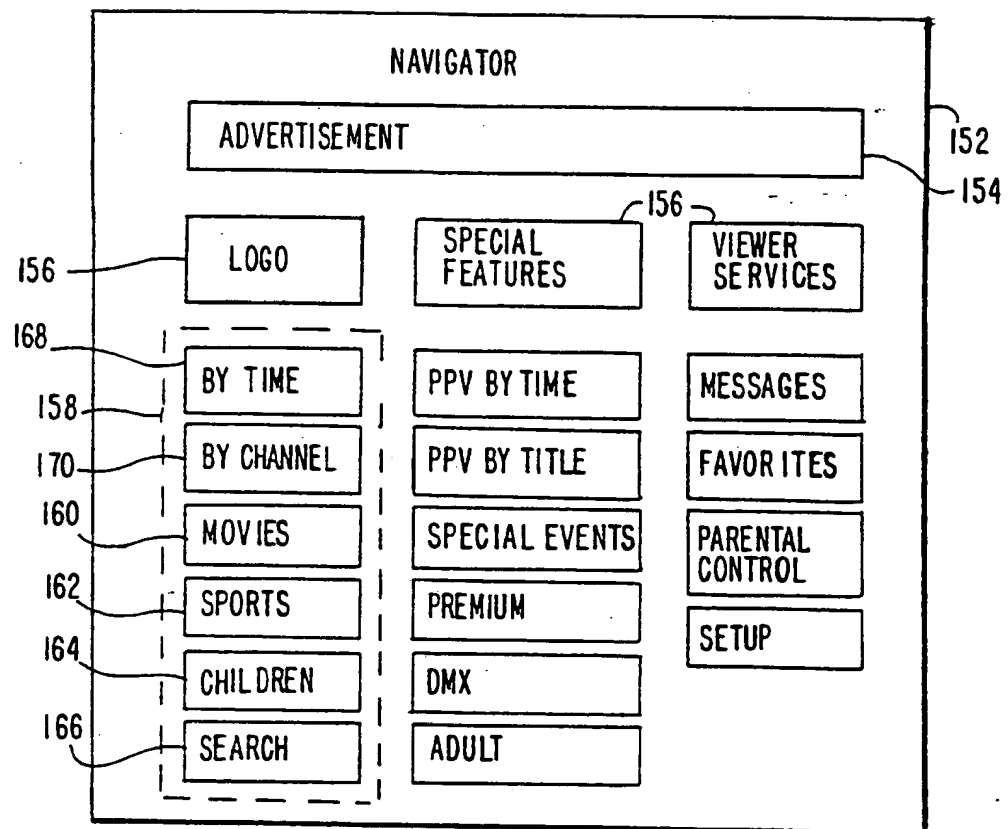 NAVIGATOR
ADVERTISEMENT
152
154
156
LOGO
156
SPECIAL
FEATURES
VIEWER
SERVICES
168
158
170
160
162
164
166
BY TIME
BY CHANNEL
MOVIES
SPORTS
CHILDREN
SEARCH
PPV BY TIME
PPV BY TITLE
SPECIAL EVENTS
PREMIUM
DMX
ADULT
MESSAGES
FAVORITES
PARENTAL
CONTROL
SETUP